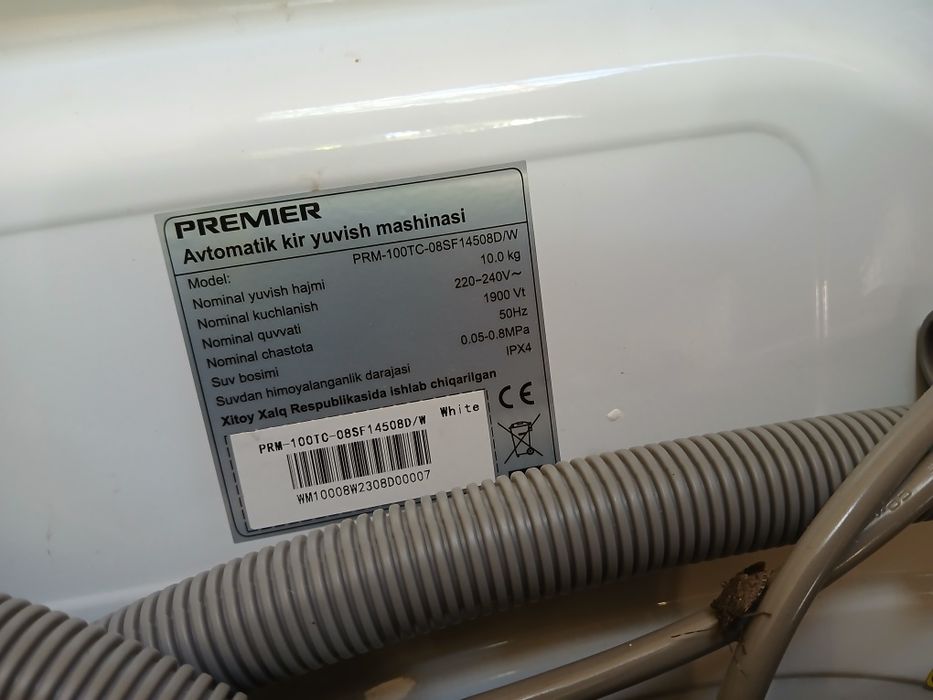 PREMIER
Avtomatik kir yuvish mashinasi
Model: PRM-100TC-08SF14508D/W
Nominal yuvish hajmi 10.0 kg
Nominal kuchlanish 220-240V~
Nominal quvvati 1900 Vt
Nominal chastota 50Hz
Suv bosimi 0.05-0.8MPa
Suvdan himoyalanganlik darajasi IPX4
Xitoy Xalq Respublikasida ishlab chiqarilgan
CE
PRM-100TC-08SF14508D/W White
WM10008W2308D00007